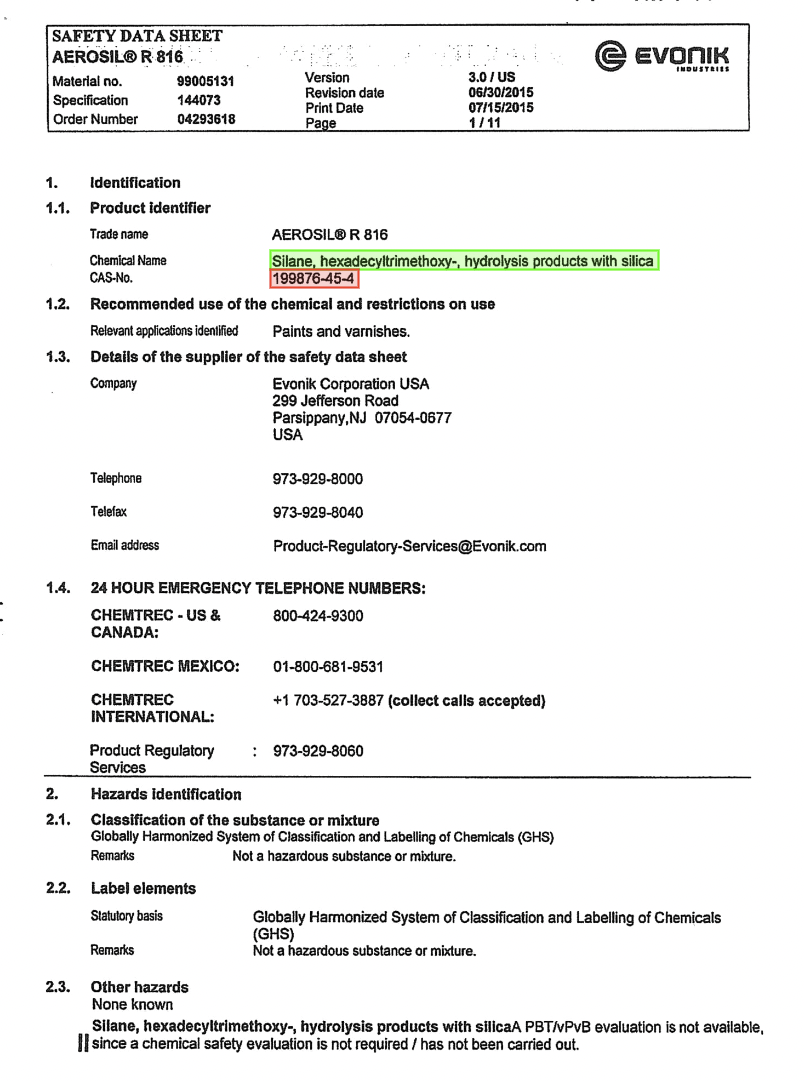 SAFETY DATA SHEET
AEROSIL® R 816
Material no. 99005131
Specification 144073
Order Number 04293618
Version 3.0 / US
Revision date 06/30/2015
Print Date 07/15/2015
Page 1 / 11
EVONIK
INDUSTRIES
1. Identification
1.1. Product identifier
Trade name AEROSIL® R 816
Chemical Name Silane, hexadecyltrimethoxy-, hydrolysis products with silica
CAS-No. 199876-45-4
1.2. Recommended use of the chemical and restrictions on use
Relevant applications identified Paints and varnishes.
1.3. Details of the supplier of the safety data sheet
Company Evonik Corporation USA
299 Jefferson Road
Parsippany,NJ 07054-0677
USA
Telephone 973-929-8000
Telefax 973-929-8040
Email address Product-Regulatory-Services@Evonik.com
1.4. 24 HOUR EMERGENCY TELEPHONE NUMBERS:
CHEMTREC - US & 800-424-9300
CANADA:
CHEMTREC MEXICO: 01-800-681-9531
CHEMTREC +1 703-527-3887 (collect calls accepted)
INTERNATIONAL:
Product Regulatory : 973-929-8060
Services
2. Hazards identification
2.1. Classification of the substance or mixture
Globally Harmonized System of Classification and Labelling of Chemicals (GHS)
Remarks Not a hazardous substance or mixture.
2.2. Label elements
Statutory basis Globally Harmonized System of Classification and Labelling of Chemicals
(GHS)
Remarks Not a hazardous substance or mixture.
2.3. Other hazards
None known
Silane, hexadecyltrimethoxy-, hydrolysis products with silicaA PBT/vPvB evaluation is not available,
since a chemical safety evaluation is not required / has not been carried out.